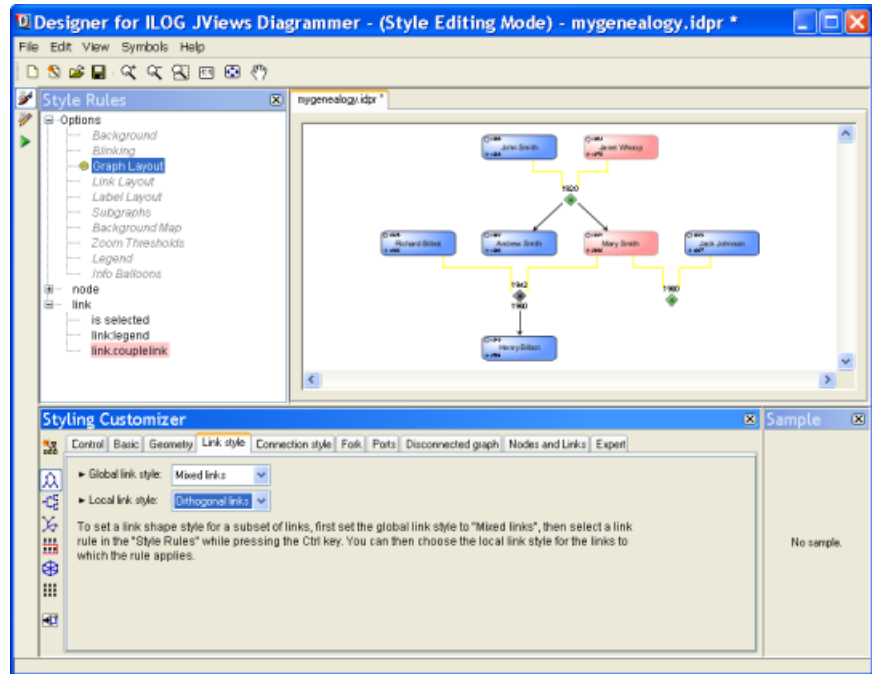 Designer for ILOG JViews Diagrammer - (Style Editing Mode) - mygenealogy.idpr *
File Edit View Symbols Help
Style Rules
mygenealogy.idpr *
Options
Background
Blinking
Graph Layout
Link Layout
Label Layout
Subgraphs
Background Map
Zoom Thresholds
Legend
Info Balloons
node
link
is selected
link:legend
link.couplelink
John Smith
Janet Whoop
1920
Richard Bilbot
Andrew Smith
Mary Smith
Jack Johnson
1942
1960
1980
Henry Bilbot
Styling Customizer
Control Basic Geometry Link style Connection style Fork Ports Disconnected graph Nodes and Links Expert
Global link style: Mixed links
Local link style: Orthogonal links
To set a link shape style for a subset of links, first set the global link style to "Mixed links", then select a link
rule in the "Style Rules" while pressing the Ctrl key. You can then choose the local link style for the links to
which the rule applies.
Sample
No sample.